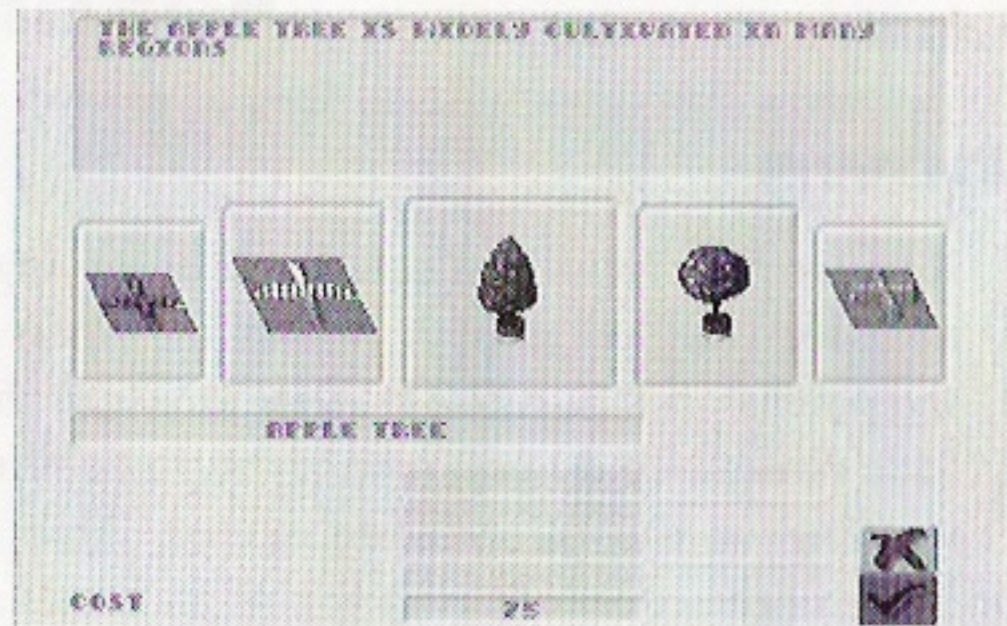 THE APPLE TREE IS WIDELY CULTIVATED IN MANY
REGIONS
APPLE TREE
COST
25